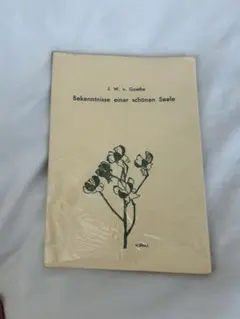 J. W. v. Goethe
Bekenntnisse einer schönen Seele